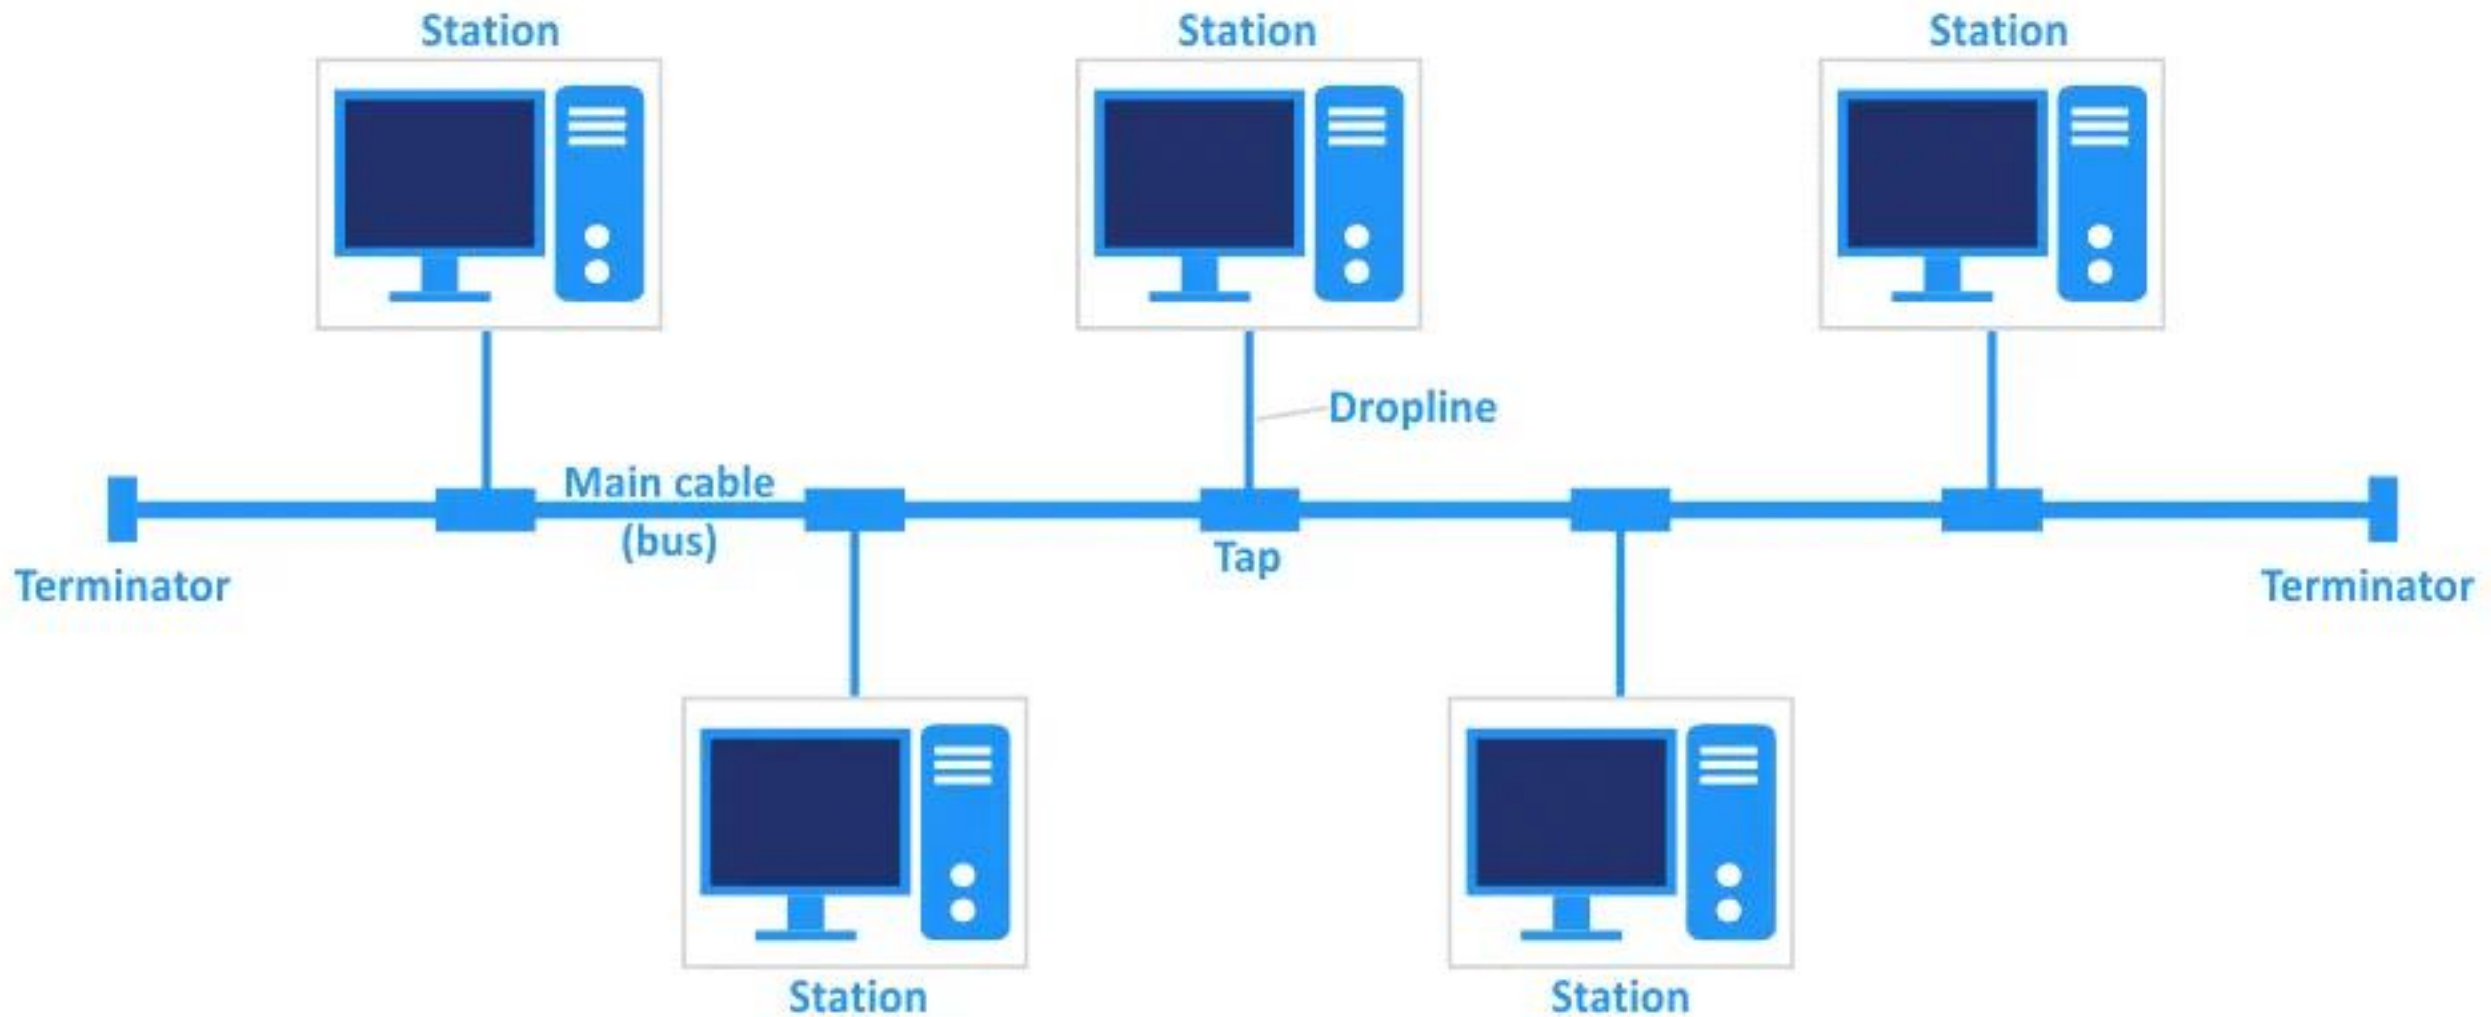 Station
Station
Station
Dropline
Main cable
(bus)
Tap
Terminator
Terminator
Station
Station